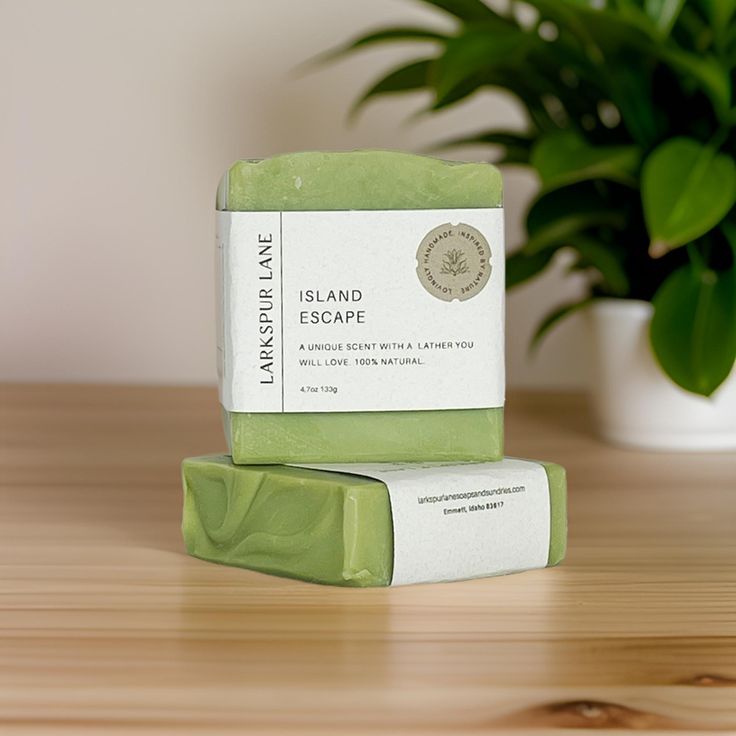 LARKSPUR LANE
ISLAND
ESCAPE
A UNIQUE SCENT WITH A LATHER YOU
WILL LOVE. 100% NATURAL.
4.7oz 133g
LOVINGLY HANDMADE. INSPIRED BY NATURE ·
larkspurlanesoapsandsundries.com
Emmett, Idaho 83617